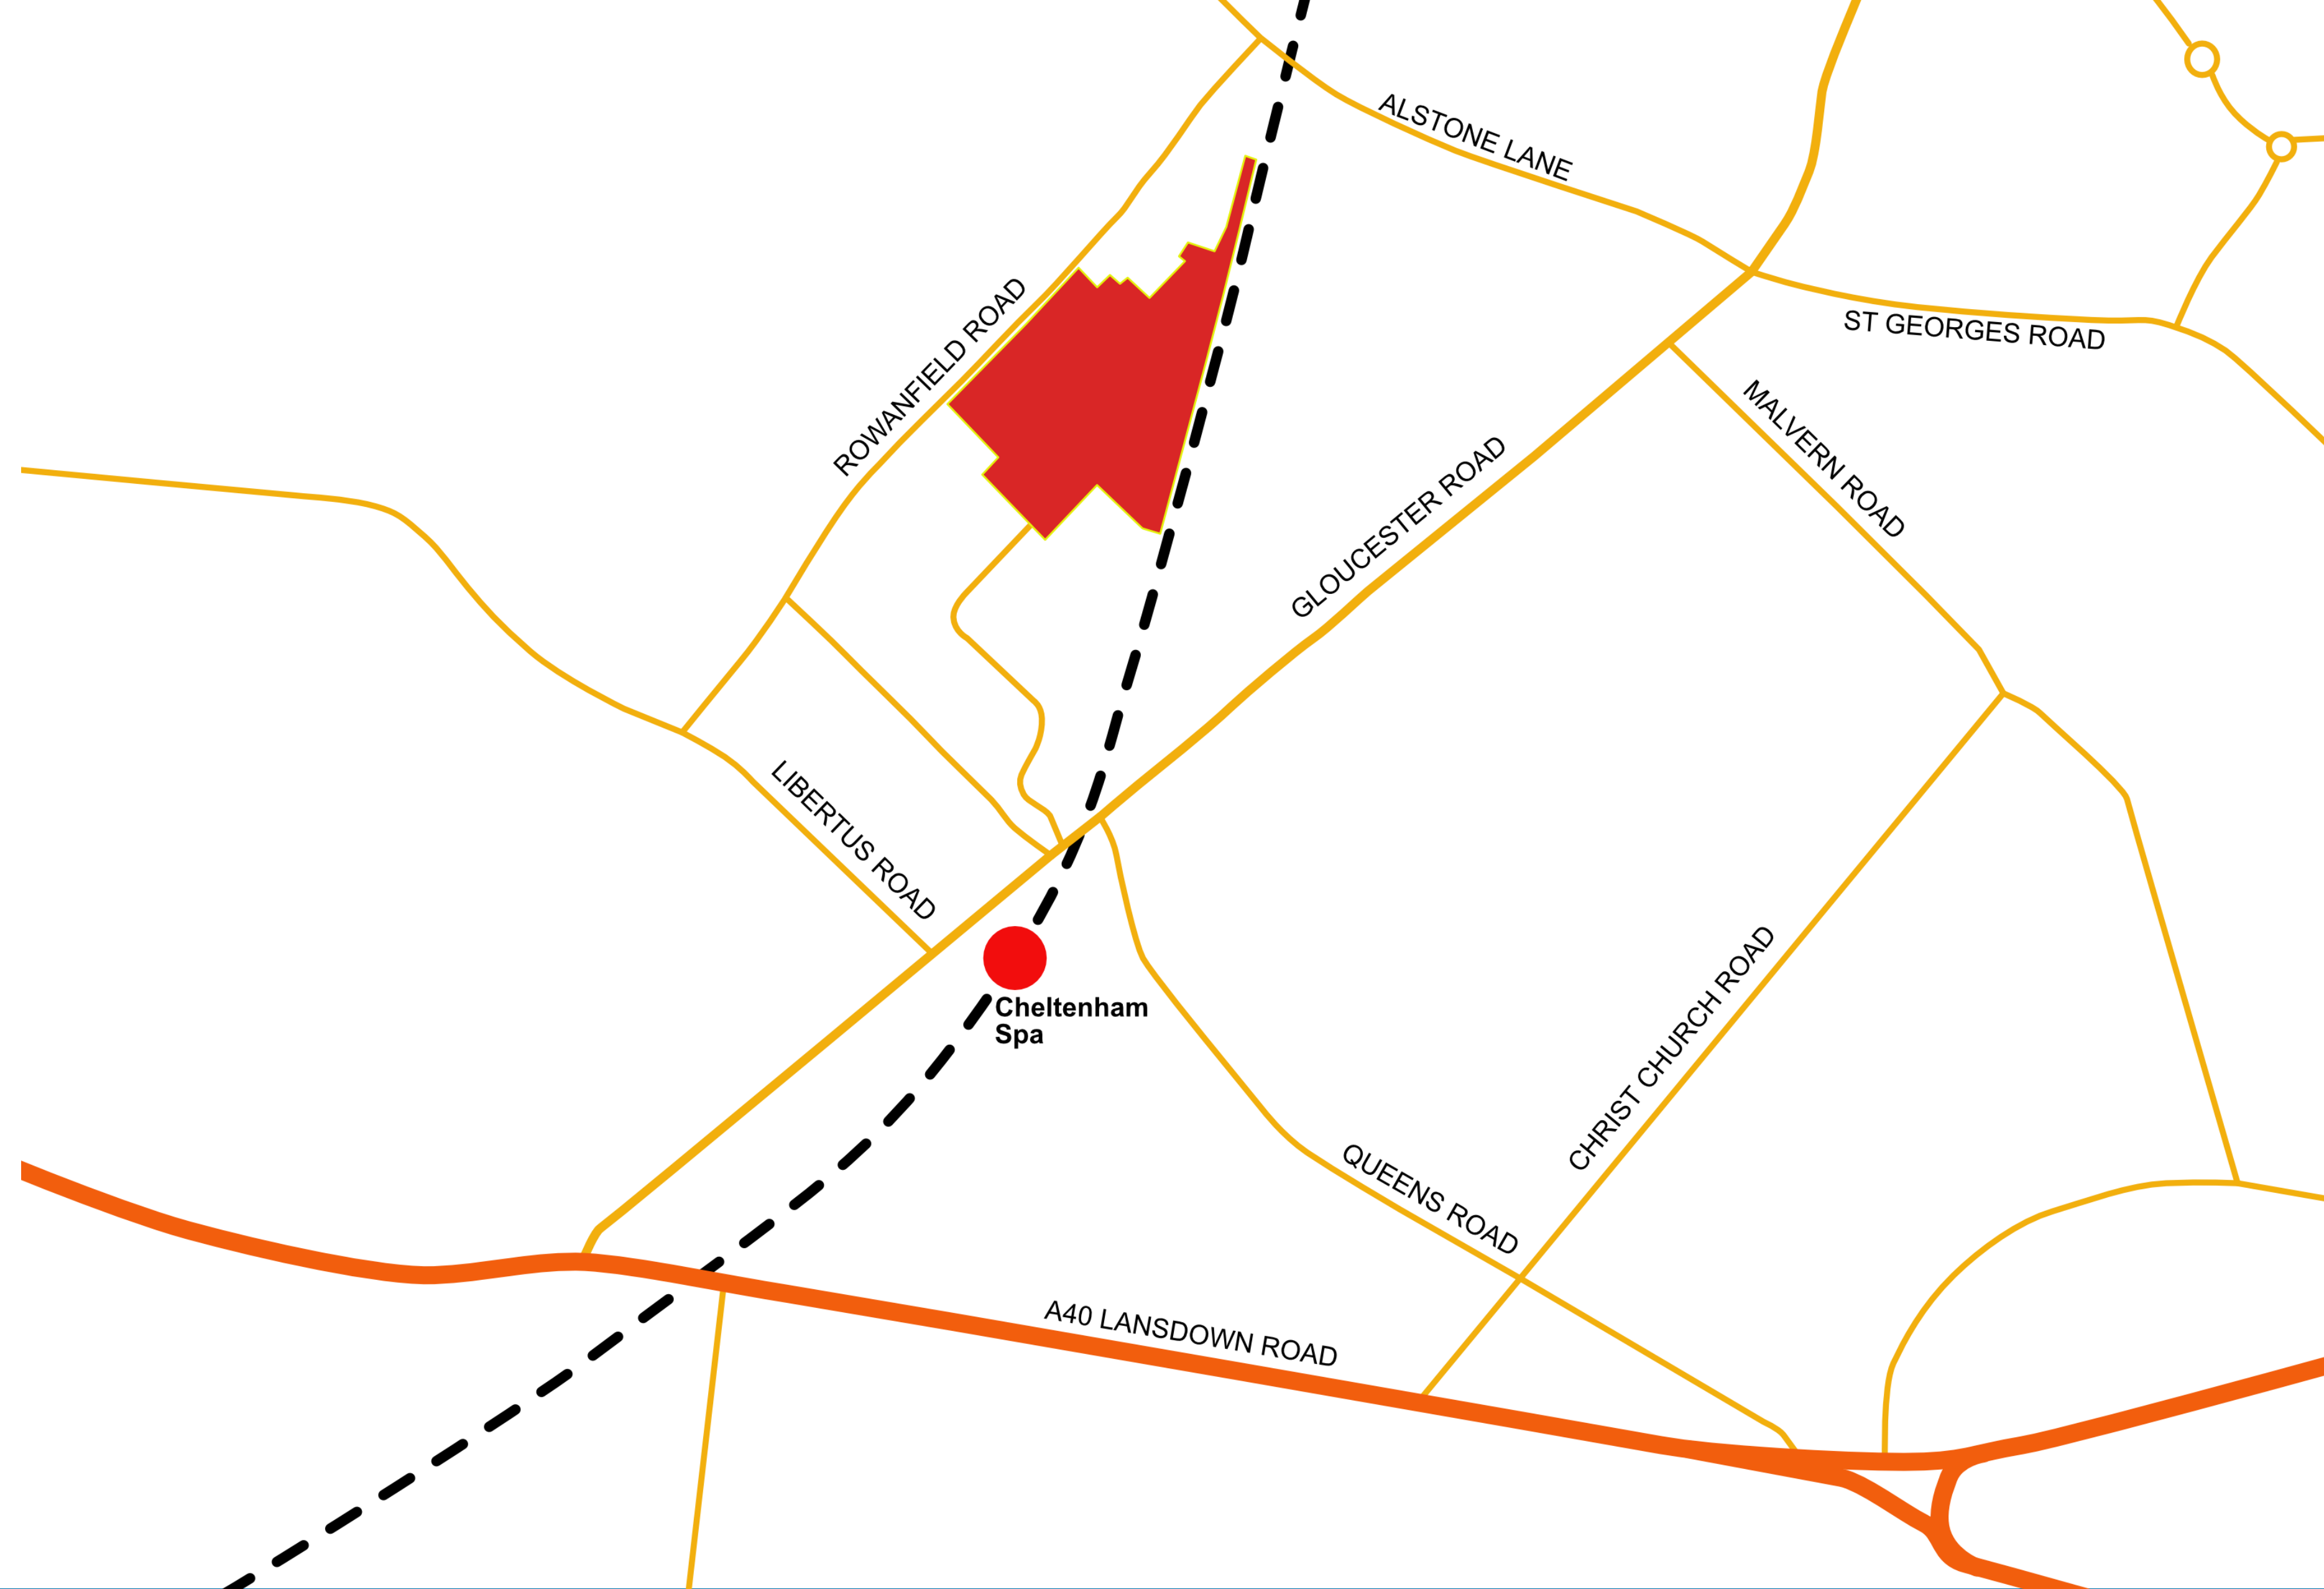 ALSTONE LANE
ST GEORGES ROAD
ROWANFIELD ROAD
MALVERN ROAD
GLOUCESTER ROAD
LIBERTUS ROAD
Cheltenham
Spa
CHRIST CHURCH ROAD
QUEENS ROAD
A40 LANSDOWN ROAD